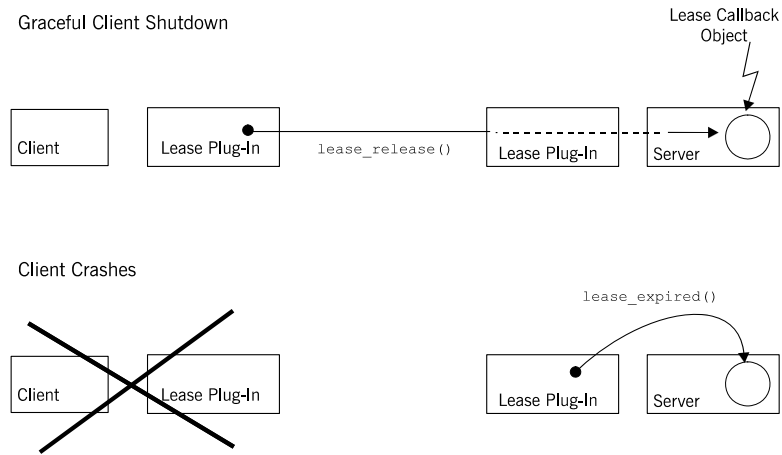 Graceful Client Shutdown
Lease Callback
Object
Client
Lease Plug-In
lease_release()
Lease Plug-In
Server
Client Crashes
lease_expired()
Client
Lease Plug-In
Lease Plug-In
Server